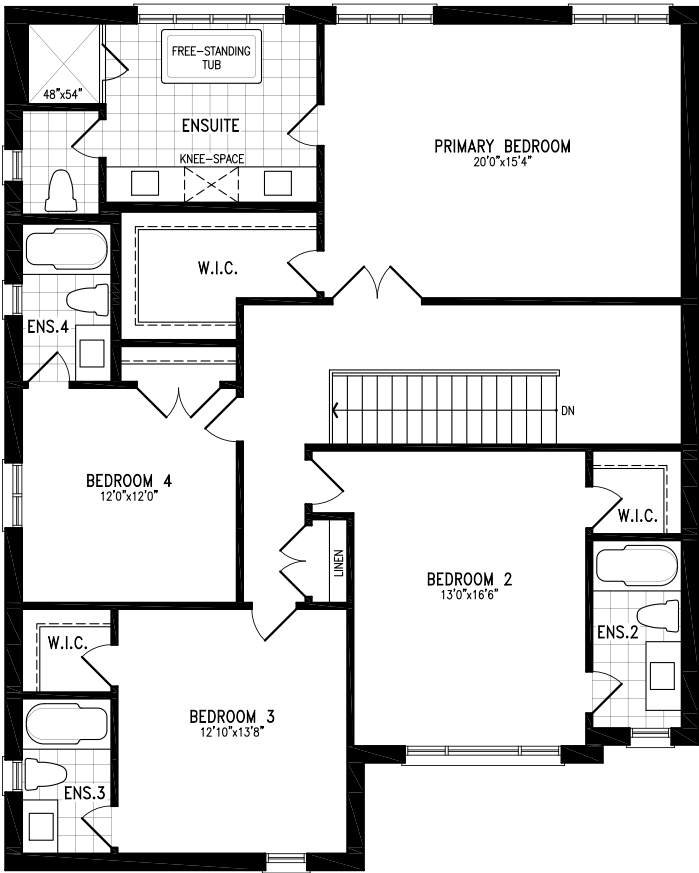 FREE-STANDING
TUB
48"x54"
ENSUITE
KNEE-SPACE
PRIMARY BEDROOM
20'0"x15'4"
W.I.C.
ENS.4
DN
BEDROOM 4
12'0"x12'0"
W.I.C.
LINEN
BEDROOM 2
13'0"x16'6"
ENS.2
W.I.C.
BEDROOM 3
12'10"x13'8"
ENS.3